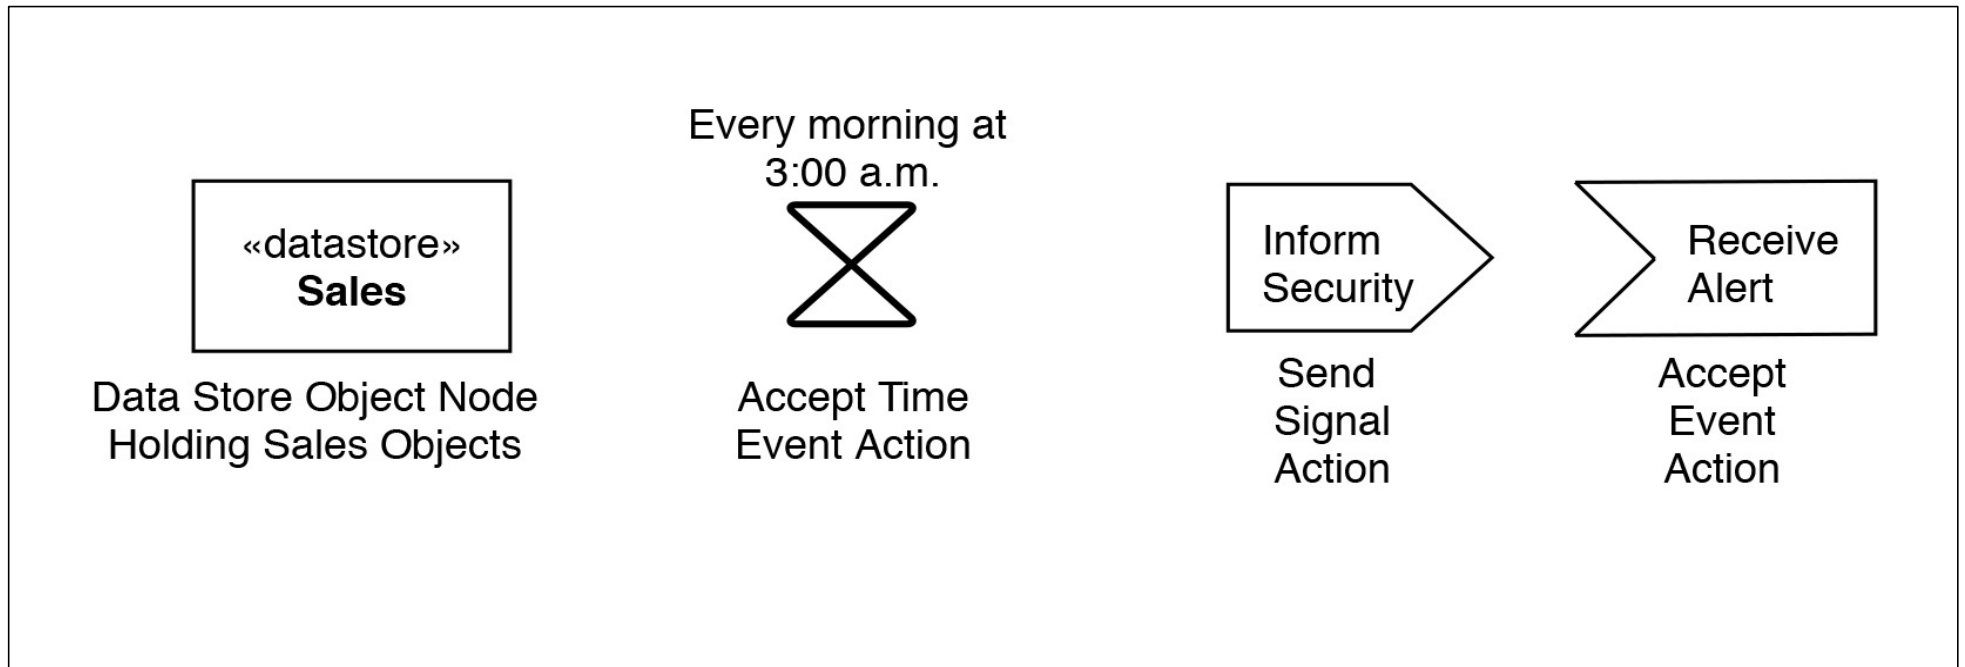 «datastore»
Sales
Data Store Object Node
Holding Sales Objects
Every morning at
3:00 a.m.
Accept Time
Event Action
Inform
Security
Send
Signal
Action
Receive
Alert
Accept
Event
Action